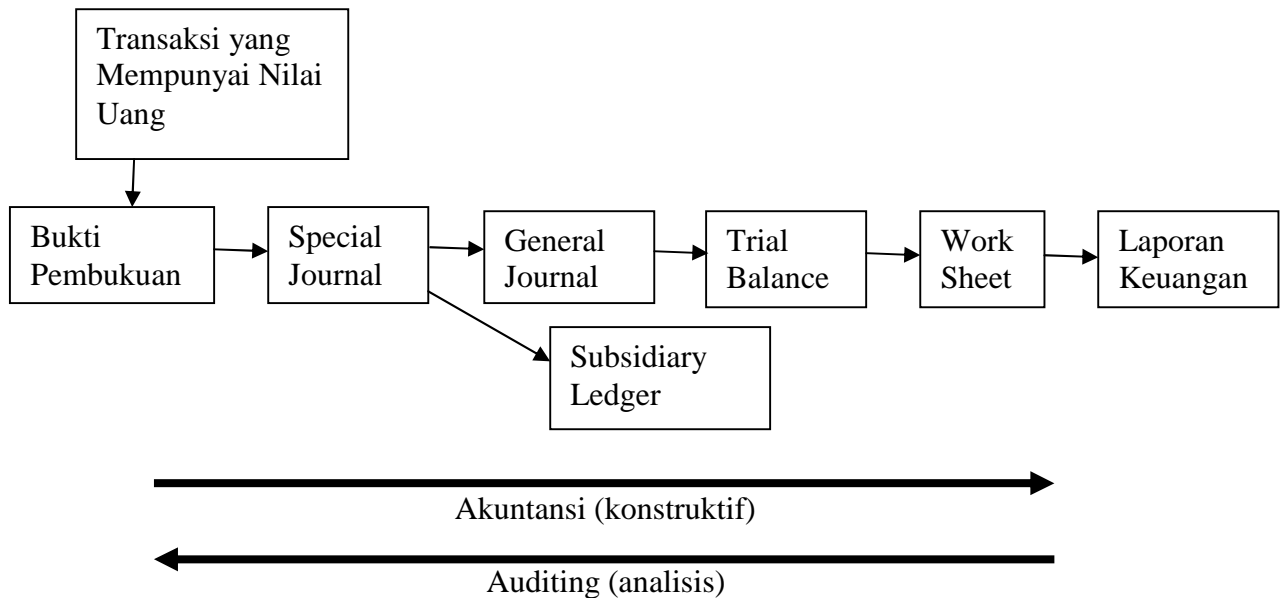 Transaksi yang
Mempunyai Nilai
Uang
Bukti
Pembukuan
Special
Journal
General
Journal
Trial
Balance
Work
Sheet
Laporan
Keuangan
Subsidiary
Ledger
Akuntansi (konstruktif)
Auditing (analisis)